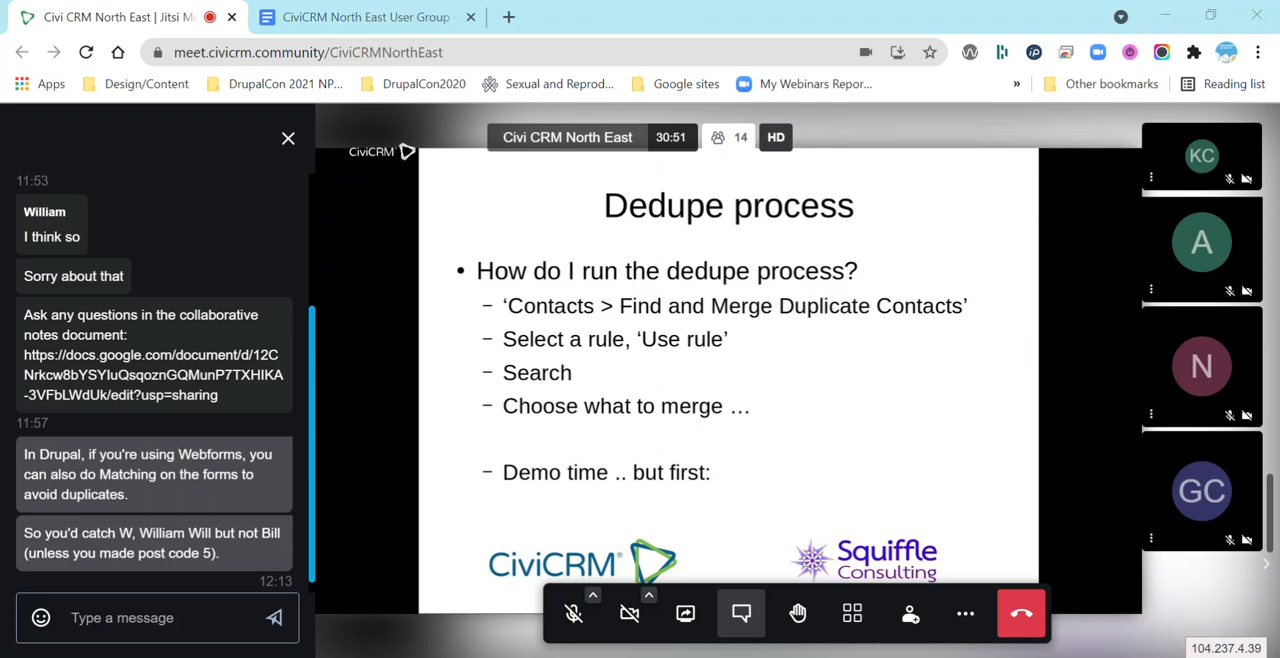 Civi CRM North East | Jitsi M
CiviCRM North East User Group
meet.civicrm.community/CiviCRMNorthEast
Apps
Design/Content
DrupalCon 2021 NP...
DrupalCon2020
Sexual and Reprod...
Google sites
My Webinars Repor...
»
Other bookmarks
Reading list
11:53
William
I think so
Sorry about that
Ask any questions in the collaborative
notes document:
https://docs.google.com/document/d/12C
Nrkcw8bYSYIuQsqoznGQMunP7TXHIKA
-3VFbLWdUk/edit?usp=sharing
11:57
In Drupal, if you're using Webforms, you
can also do Matching on the forms to
avoid duplicates.
So you'd catch W, William Will but not Bill
(unless you made post code 5).
12:13
Type a message
CiviCRM
Civi CRM North East
30:51
14
HD
Dedupe process
• How do I run the dedupe process?
– 'Contacts > Find and Merge Duplicate Contacts'
– Select a rule, 'Use rule'
– Search
– Choose what to merge …
– Demo time .. but first:
CiviCRM®
Squiffle
Consulting
KC
A
N
GC
104.237.4.39